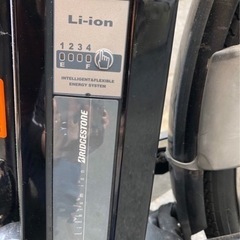 Li-ion
1 2 3 4
E F
INTELLIGENT&FLEXIBLE
ENERGY SYSTEM
BRIDGESTONE